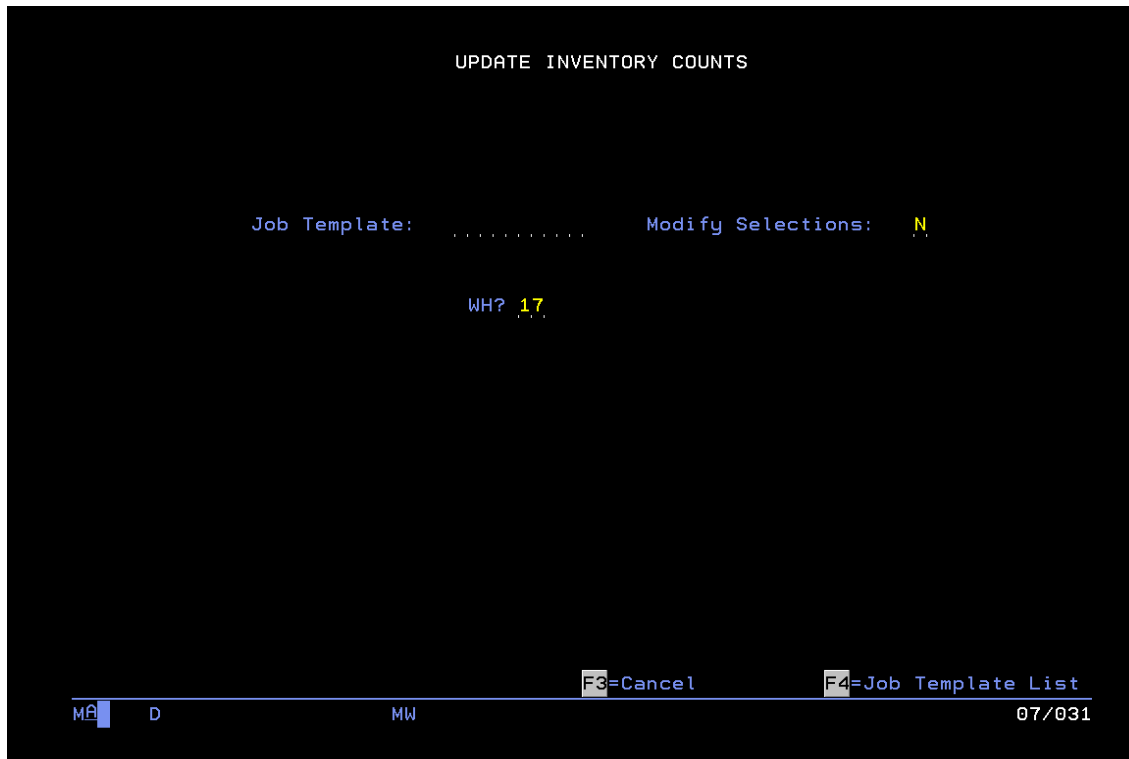 UPDATE INVENTORY COUNTS
Job Template: Modify Selections: N
WH? 17
F3=Cancel F4=Job Template List
MA D MW 07/031